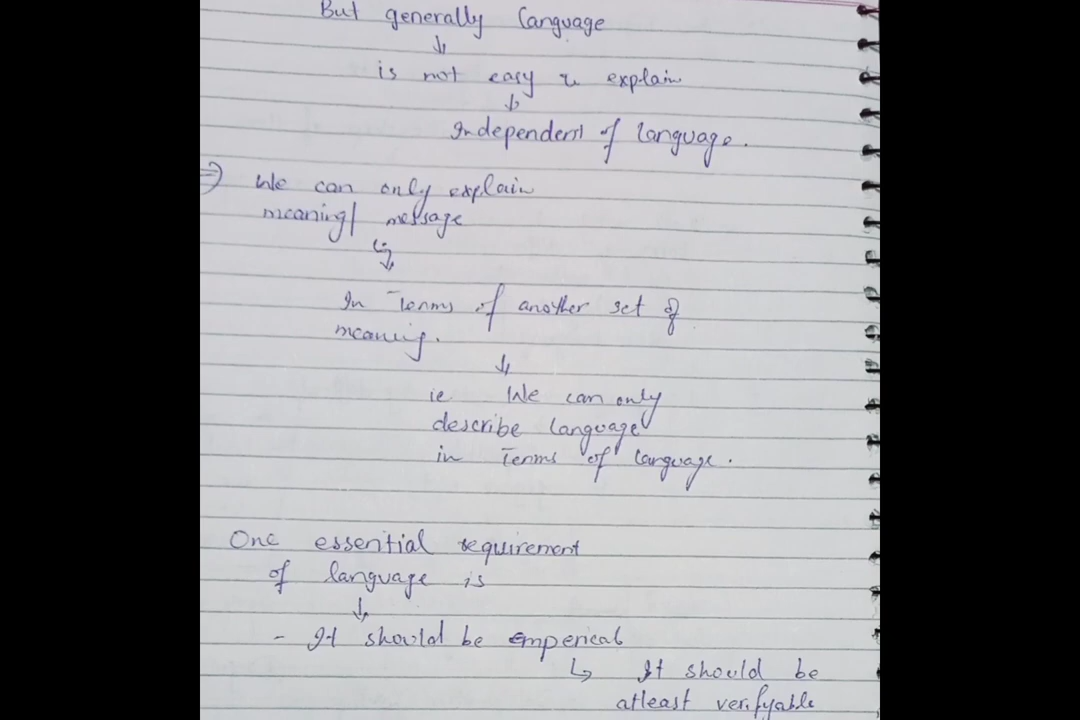 But generally language
↓
is not easy to explain
↓
Independent of language.
⇒ We can only explain
meaning/ message
↓
In Terms of another set of
meaning.
↓
ie We can only
describe language
in Terms of language.
One essential requirement
of language is
↓
- It should be emperical
↳ It should be
atleast verifyable